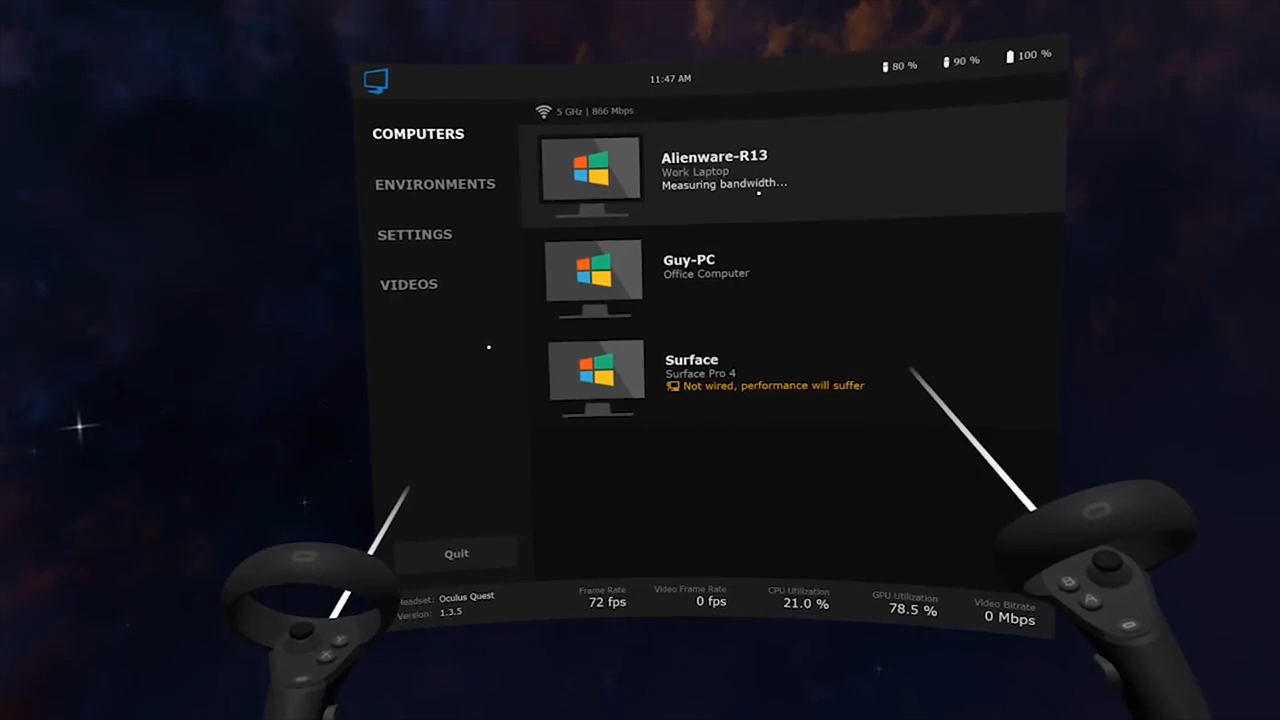 11:47 AM
80 %
90 %
100 %
5 GHz | 866 Mbps
COMPUTERS
ENVIRONMENTS
SETTINGS
VIDEOS
Alienware-R13
Work Laptop
Measuring bandwidth...
Guy-PC
Office Computer
Surface
Surface Pro 4
Not wired, performance will suffer
Quit
Headset: Oculus Quest
Version: 1.3.5
Frame Rate
72 fps
Video Frame Rate
0 fps
CPU Utilization
21.0 %
GPU Utilization
78.5 %
Video Bitrate
0 Mbps
B
A
Y
X